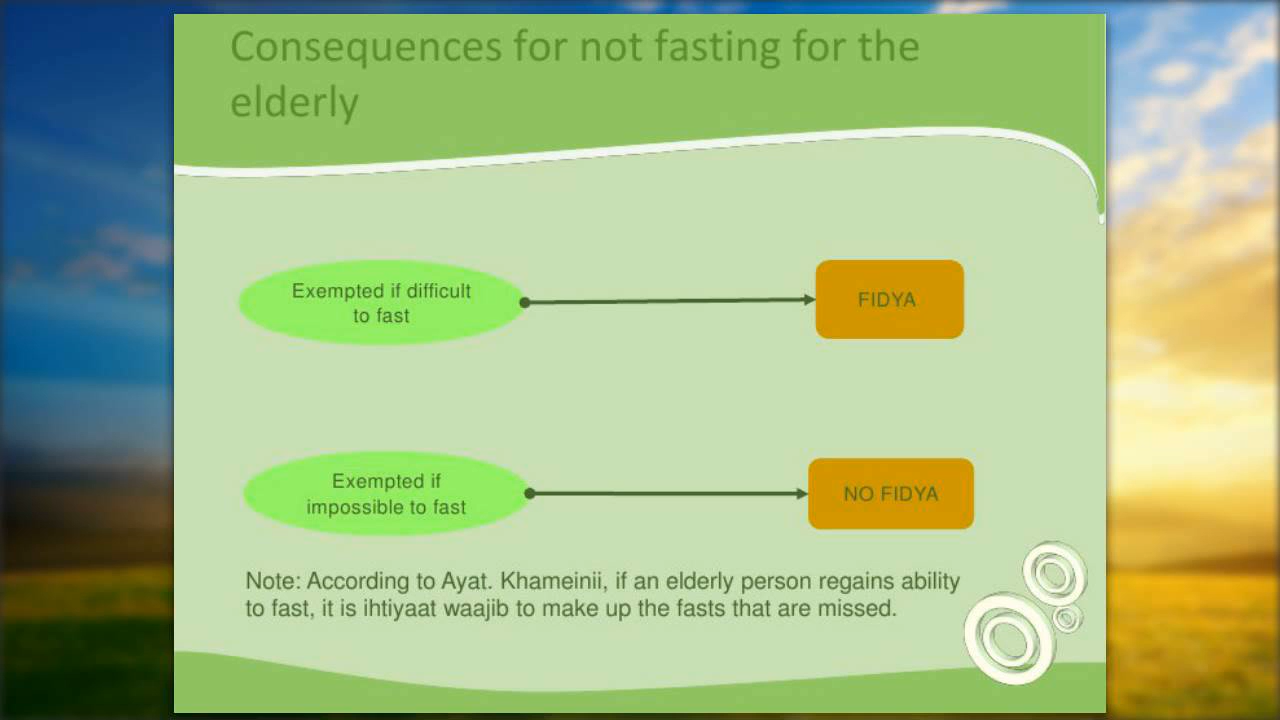 Consequences for not fasting for the
elderly
Exempted if difficult
to fast
FIDYA
Exempted if
impossible to fast
NO FIDYA
Note: According to Ayat. Khameinii, if an elderly person regains ability
to fast, it is ihtiyaat waajib to make up the fasts that are missed.